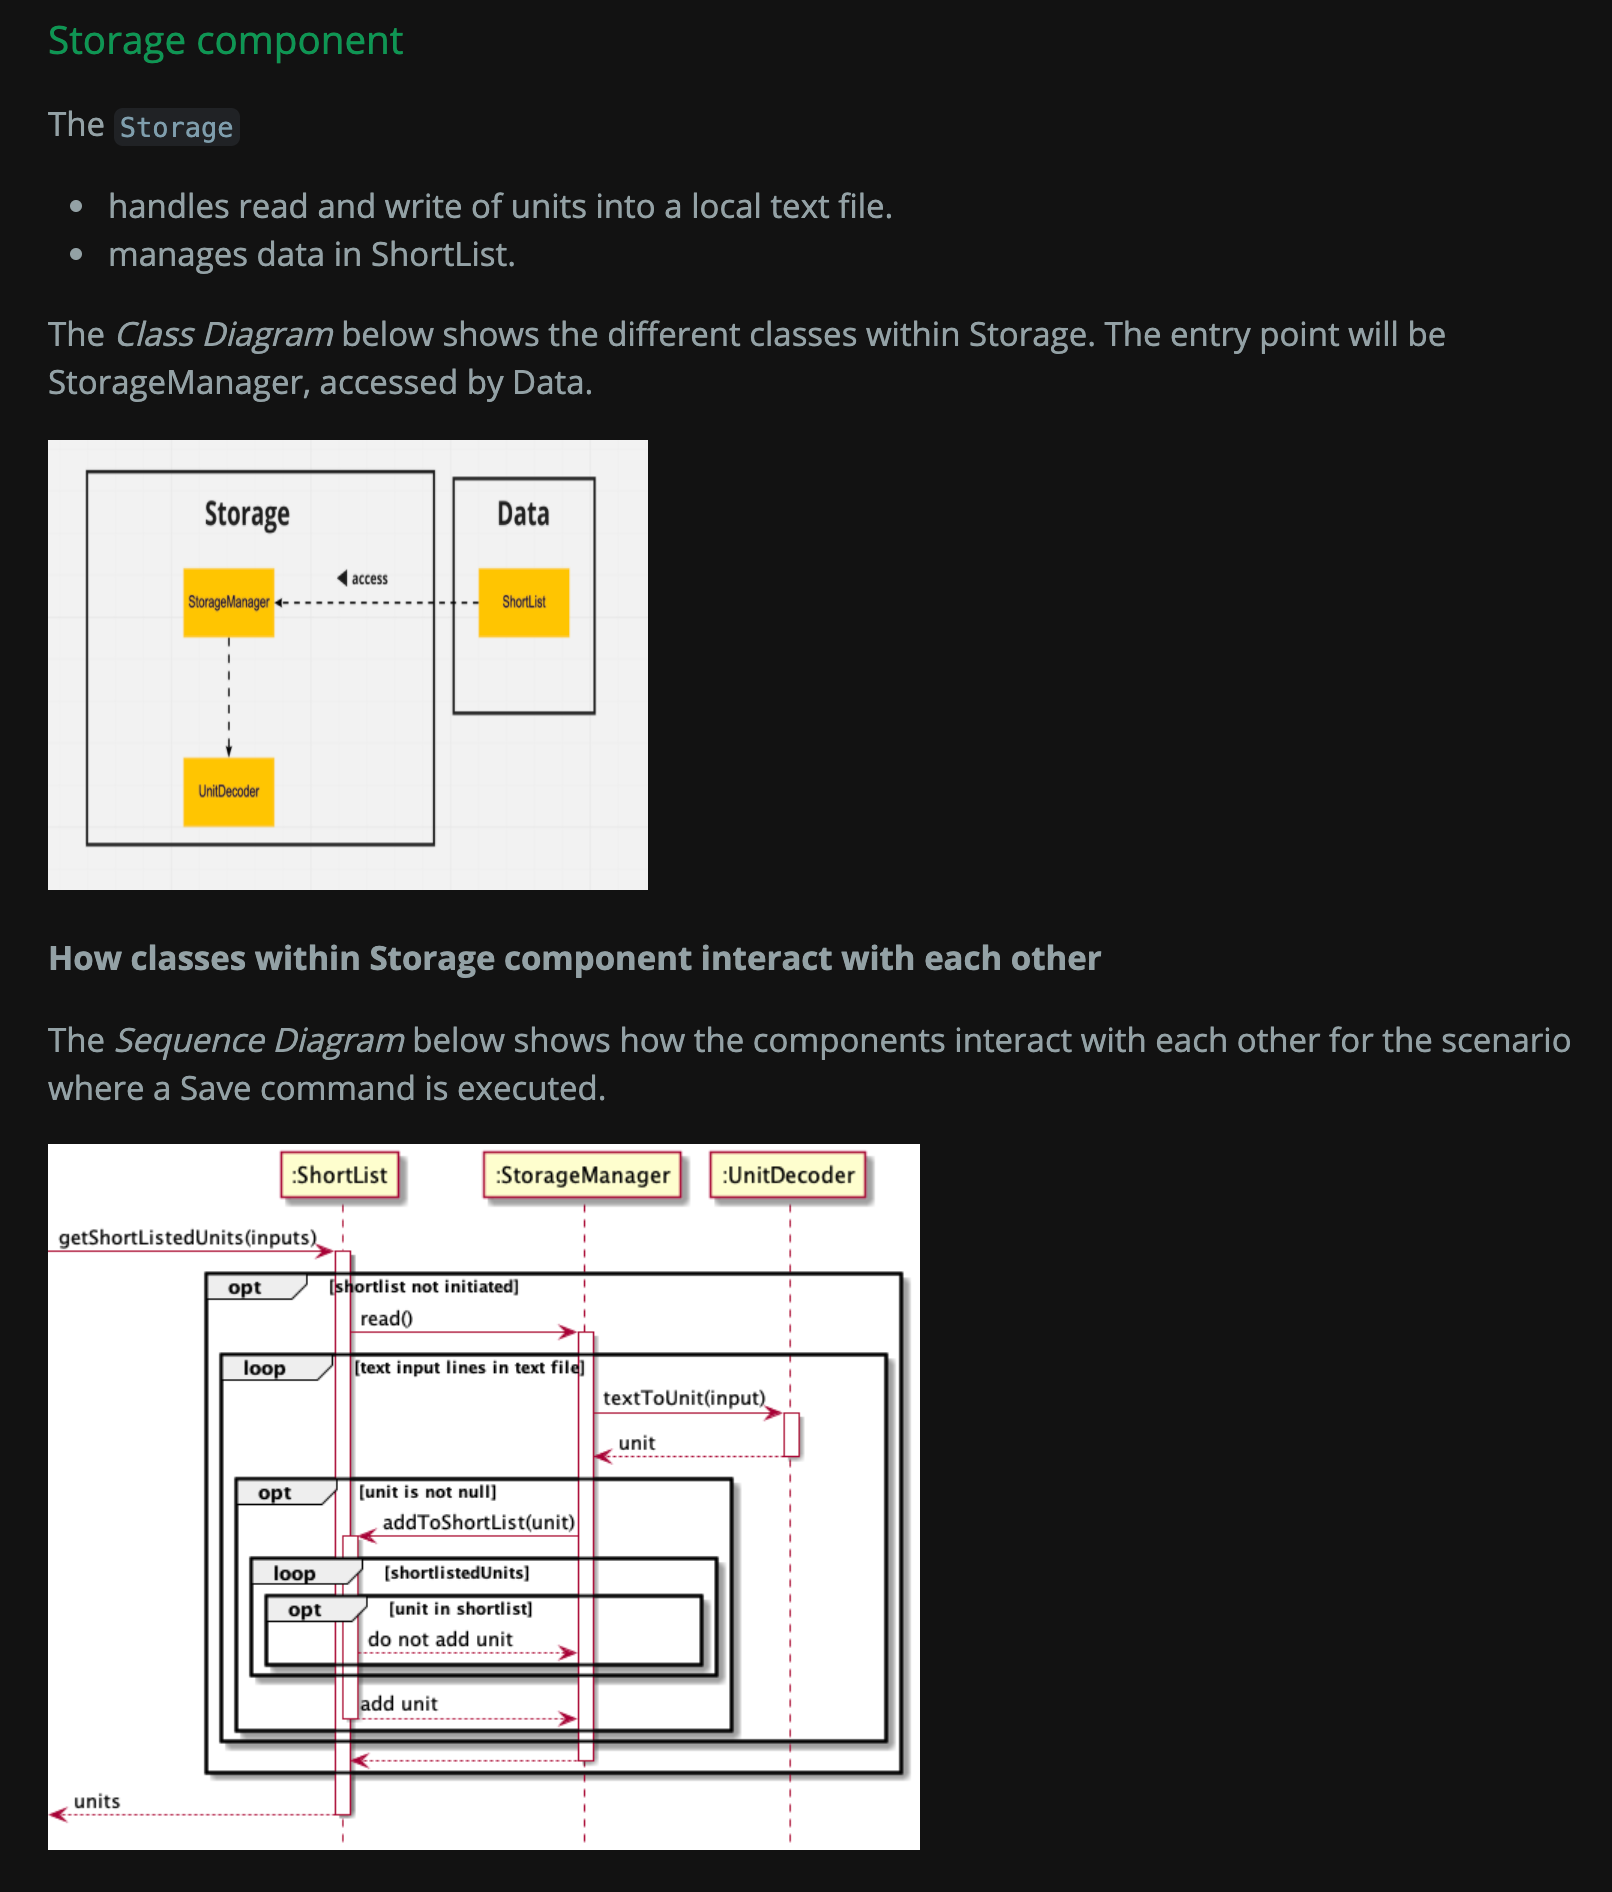 Storage component
The Storage
handles read and write of units into a local text file.
manages data in ShortList.
The Class Diagram below shows the different classes within Storage. The entry point will be
StorageManager, accessed by Data.
Storage
Data
access
StorageManager
ShortList
UnitDecoder
How classes within Storage component interact with each other
The Sequence Diagram below shows how the components interact with each other for the scenario
where a Save command is executed.
:ShortList
:StorageManager
:UnitDecoder
getShortListedUnits(inputs)
opt
[shortlist not initiated]
read()
loop
[text input lines in text file]
textToUnit(input)
unit
opt
[unit is not null]
addToShortList(unit)
loop
[shortlistedUnits]
opt
[unit in shortlist]
do not add unit
add unit
units